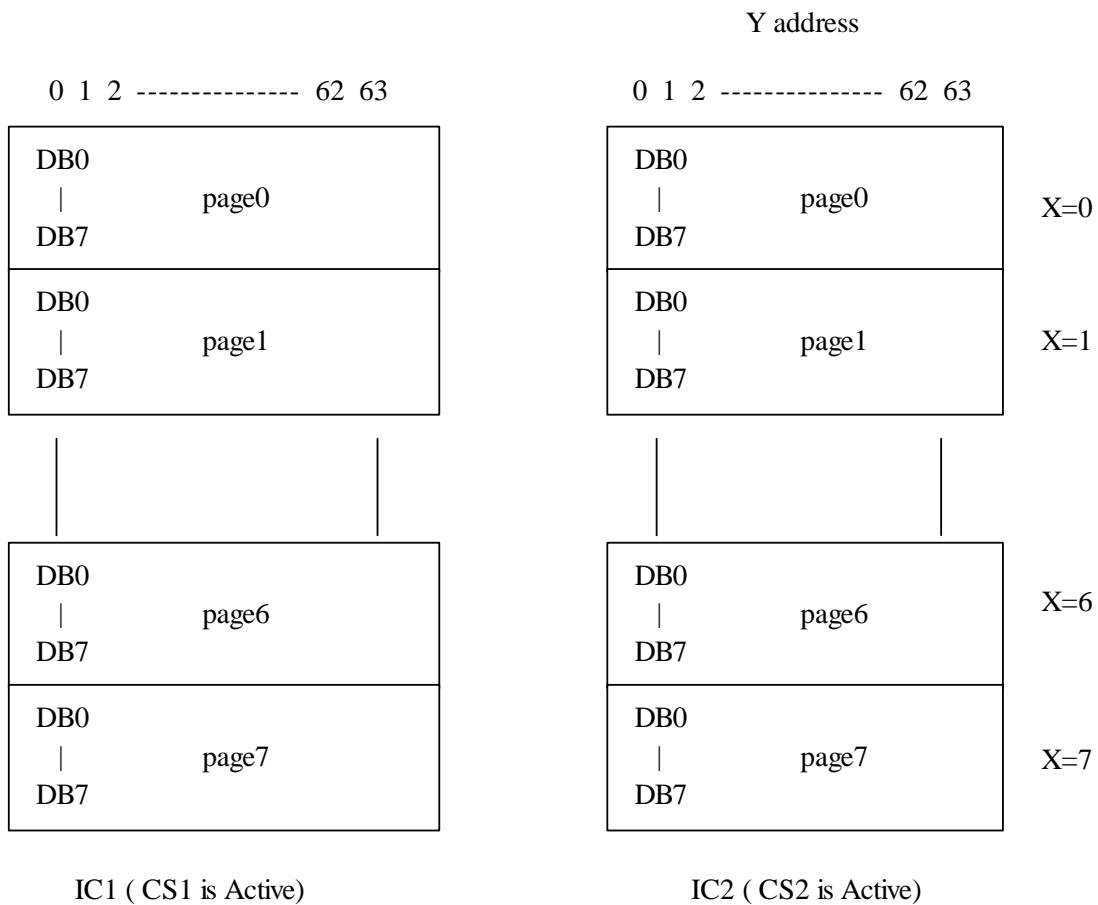 Y address
0 1 2 --------------- 62 63
0 1 2 --------------- 62 63
DB0
|
DB7
page0
DB0
|
DB7
page0
X=0
DB0
|
DB7
page1
DB0
|
DB7
page1
X=1
DB0
|
DB7
page6
DB0
|
DB7
page6
X=6
DB0
|
DB7
page7
DB0
|
DB7
page7
X=7
IC1 ( CS1 is Active)
IC2 ( CS2 is Active)